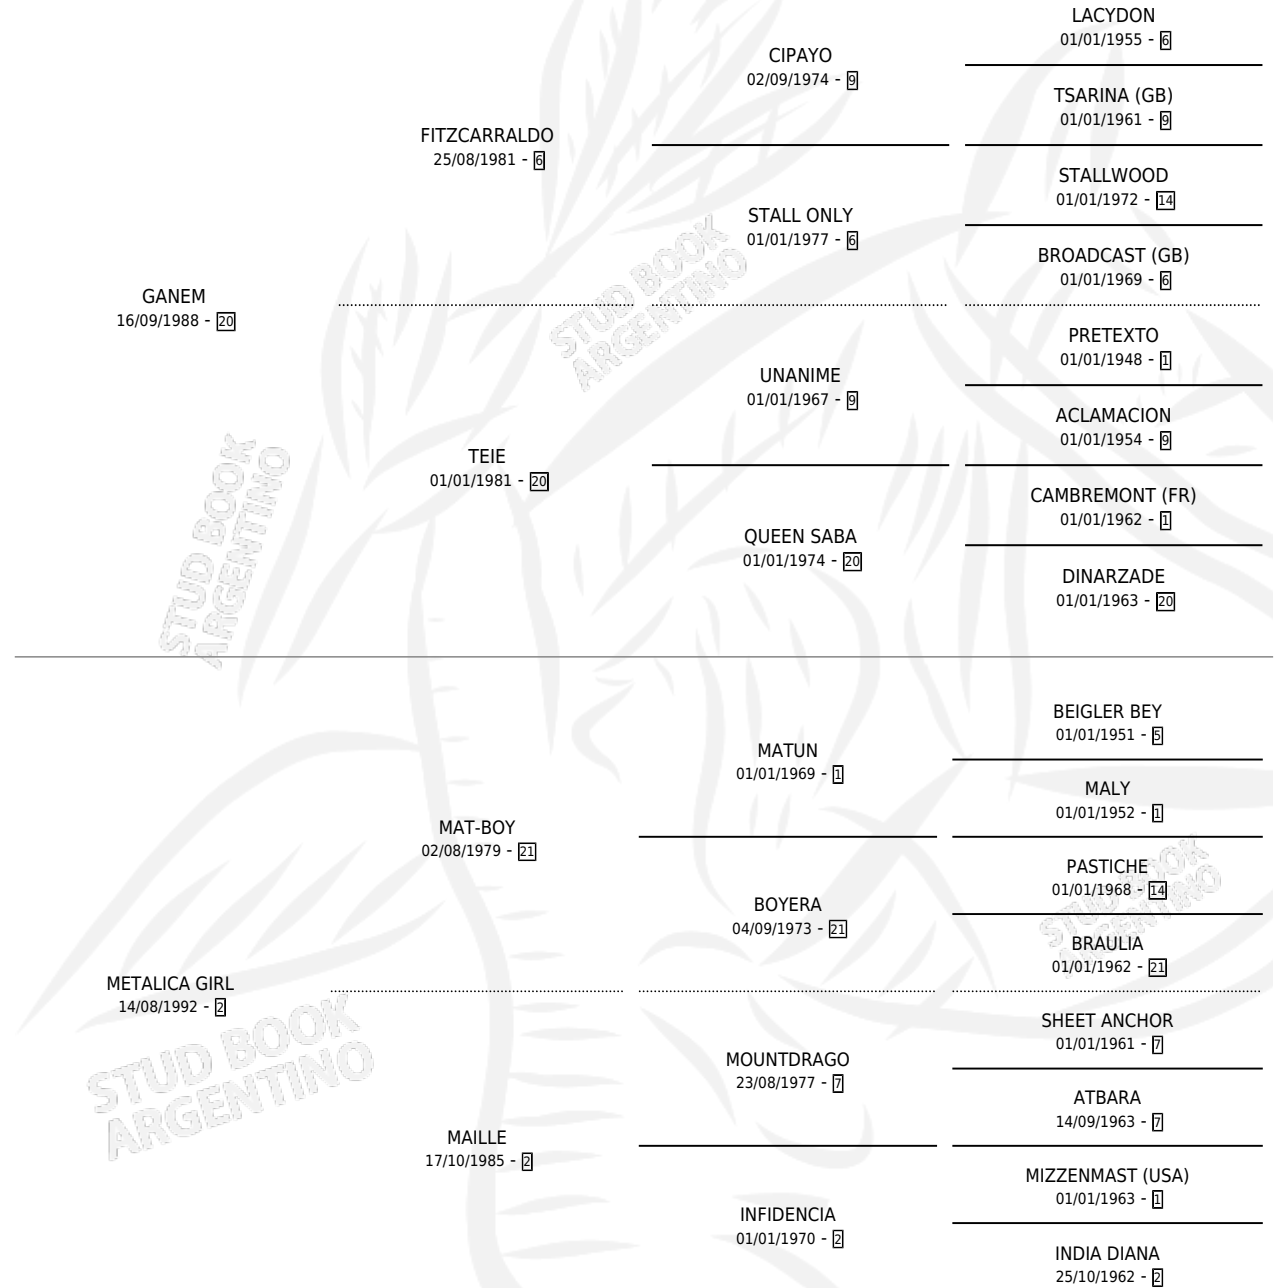 LACYDON
01/01/1955 - 6
CIPAYO
02/09/1974 - 9
TSARINA (GB)
01/01/1961 - 9
FITZCARRALDO
25/08/1981 - 6
STALLWOOD
01/01/1972 - 14
STALL ONLY
01/01/1977 - 6
BROADCAST (GB)
01/01/1969 - 6
GANEM
16/09/1988 - 20
STUD BOOK
ARGENTINO
PRETEXTO
01/01/1948 - 1
UNANIME
01/01/1967 - 9
ACLAMACION
01/01/1954 - 9
TEIE
01/01/1981 - 20
CAMBREMONT (FR)
01/01/1962 - 1
QUEEN SABA
01/01/1974 - 20
DINARZADE
01/01/1963 - 20
STUD BOOK
ARGENTINO
BEIGLER BEY
01/01/1951 - 5
MATUN
01/01/1969 - 1
MALY
01/01/1952 - 1
MAT-BOY
02/08/1979 - 21
PASTICHE
01/01/1968 - 14
BOYERA
04/09/1973 - 21
BRAULIA
01/01/1962 - 21
STUD BOOK
ARGENTINO
METALICA GIRL
14/08/1992 - 2
SHEET ANCHOR
01/01/1961 - 7
MOUNTDRAGO
23/08/1977 - 7
ATBARA
14/09/1963 - 7
STUD BOOK
ARGENTINO
MAILLE
17/10/1985 - 2
MIZZENMAST (USA)
01/01/1963 - 1
INFIDENCIA
01/01/1970 - 2
INDIA DIANA
25/10/1962 - 2